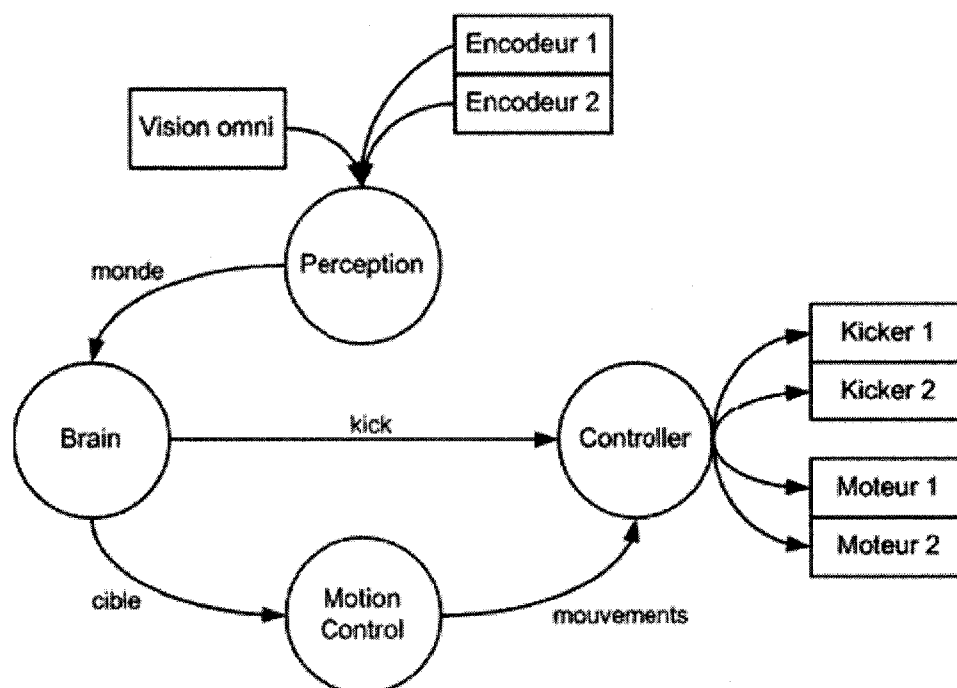 Encodeur 1
Encodeur 2
Vision omni
Perception
monde
Kicker 1
Kicker 2
Brain
kick
Controller
Moteur 1
Moteur 2
cible
Motion
Control
mouvements